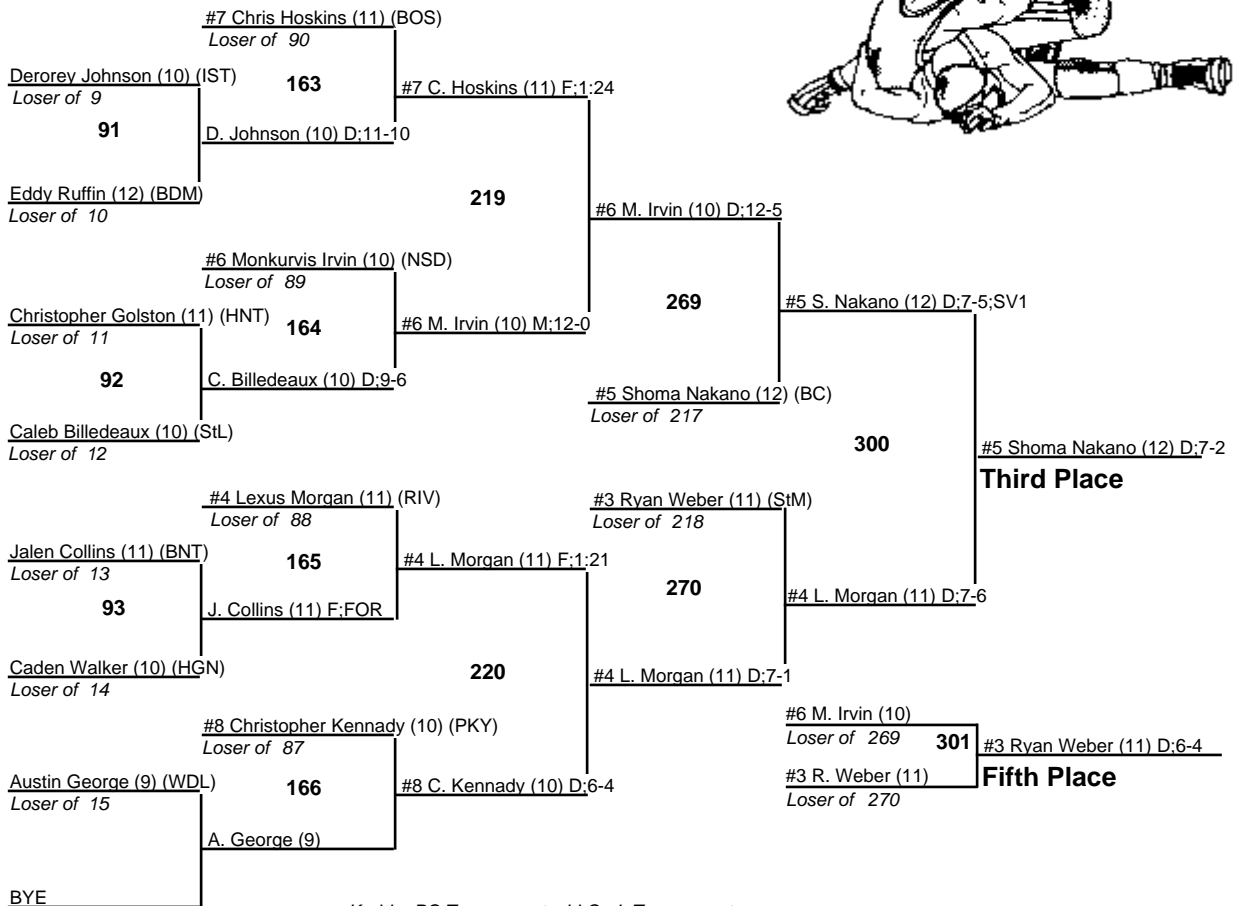 #7 Chris Hoskins (11) (BOS)
Loser of 90
Derorey Johnson (10) (IST)
Loser of 9
163
#7 C. Hoskins (11) F;1:24
91
D. Johnson (10) D;11-10
Eddy Ruffin (12) (BDM)
Loser of 10
219
#6 M. Irvin (10) D;12-5
#6 Monkurvis Irvin (10) (NSD)
Loser of 89
Christopher Golston (11) (HNT)
Loser of 11
164
#6 M. Irvin (10) M;12-0
269
#5 S. Nakano (12) D;7-5;SV1
92
C. Billedeaux (10) D;9-6
#5 Shoma Nakano (12) (BC)
Loser of 217
Caleb Billedeaux (10) (StL)
Loser of 12
300
#5 Shoma Nakano (12) D;7-2
Third Place
#4 Lexus Morgan (11) (RIV)
Loser of 88
#3 Ryan Weber (11) (StM)
Loser of 218
Jalen Collins (11) (BNT)
Loser of 13
165
#4 L. Morgan (11) F;1:21
270
#4 L. Morgan (11) D;7-6
93
J. Collins (11) F;FOR
Caden Walker (10) (HGN)
Loser of 14
220
#4 L. Morgan (11) D;7-1
#8 Christopher Kennady (10) (PKY)
Loser of 87
#6 M. Irvin (10)
Loser of 269
301
#3 Ryan Weber (11) D;6-4
Fifth Place
#3 R. Weber (11)
Loser of 270
Austin George (9) (WDL)
Loser of 15
166
#8 C. Kennady (10) D;6-4
A. George (9)
BYE